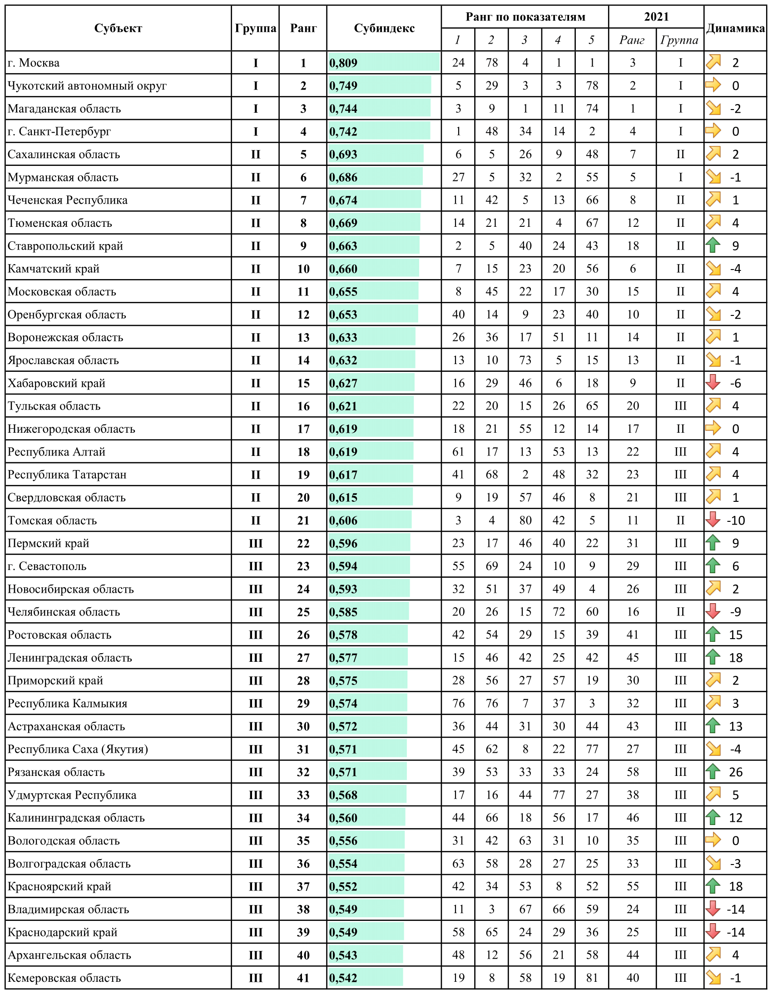 Субъект Группа Ранг Субиндекс Ранг по показателям 2021 Динамика
1 2 3 4 5 Ранг Группа
г. Москва I 1 0,809 24 78 4 1 1 3 I 2
Чукотский автономный округ I 2 0,749 5 29 3 3 78 2 I 0
Магаданская область I 3 0,744 3 9 1 11 74 1 I -2
г. Санкт-Петербург I 4 0,742 1 48 34 14 2 4 I 0
Сахалинская область II 5 0,693 6 5 26 9 48 7 II 2
Мурманская область II 6 0,686 27 5 32 2 55 5 I -1
Чеченская Республика II 7 0,674 11 42 5 13 66 8 II 1
Тюменская область II 8 0,669 14 21 21 4 67 12 II 4
Ставропольский край II 9 0,663 2 5 40 24 43 18 II 9
Камчатский край II 10 0,660 7 15 23 20 56 6 II -4
Московская область II 11 0,655 8 45 22 17 30 15 II 4
Оренбургская область II 12 0,653 40 14 9 23 40 10 II -2
Воронежская область II 13 0,633 26 36 17 51 11 14 II 1
Ярославская область II 14 0,632 13 10 73 5 15 13 II -1
Хабаровский край II 15 0,627 16 29 46 6 18 9 II -6
Тульская область II 16 0,621 22 20 15 26 65 20 III 4
Нижегородская область II 17 0,619 18 21 55 12 14 17 II 0
Республика Алтай II 18 0,619 61 17 13 53 13 22 III 4
Республика Татарстан II 19 0,617 41 68 2 48 32 23 III 4
Свердловская область II 20 0,615 9 19 57 46 8 21 III 1
Томская область II 21 0,606 3 4 80 42 5 11 II -10
Пермский край III 22 0,596 23 17 46 40 22 31 III 9
г. Севастополь III 23 0,594 55 69 24 10 9 29 III 6
Новосибирская область III 24 0,593 32 51 37 49 4 26 III 2
Челябинская область III 25 0,585 20 26 15 72 60 16 II -9
Ростовская область III 26 0,578 42 54 29 15 39 41 III 15
Ленинградская область III 27 0,577 15 46 42 25 42 45 III 18
Приморский край III 28 0,575 28 56 27 57 19 30 III 2
Республика Калмыкия III 29 0,574 76 76 7 37 3 32 III 3
Астраханская область III 30 0,572 36 44 31 30 44 43 III 13
Республика Саха (Якутия) III 31 0,571 45 62 8 22 77 27 III -4
Рязанская область III 32 0,571 39 53 33 33 24 58 III 26
Удмуртская Республика III 33 0,568 17 16 44 77 27 38 III 5
Калининградская область III 34 0,560 44 66 18 56 17 46 III 12
Вологодская область III 35 0,556 31 42 63 31 10 35 III 0
Волгоградская область III 36 0,554 63 58 28 27 25 33 III -3
Красноярский край III 37 0,552 42 34 53 8 52 55 III 18
Владимирская область III 38 0,549 11 3 67 66 59 24 III -14
Краснодарский край III 39 0,549 58 65 24 29 36 25 III -14
Архангельская область III 40 0,543 48 12 56 21 58 44 III 4
Кемеровская область III 41 0,542 19 8 58 19 81 40 III -1